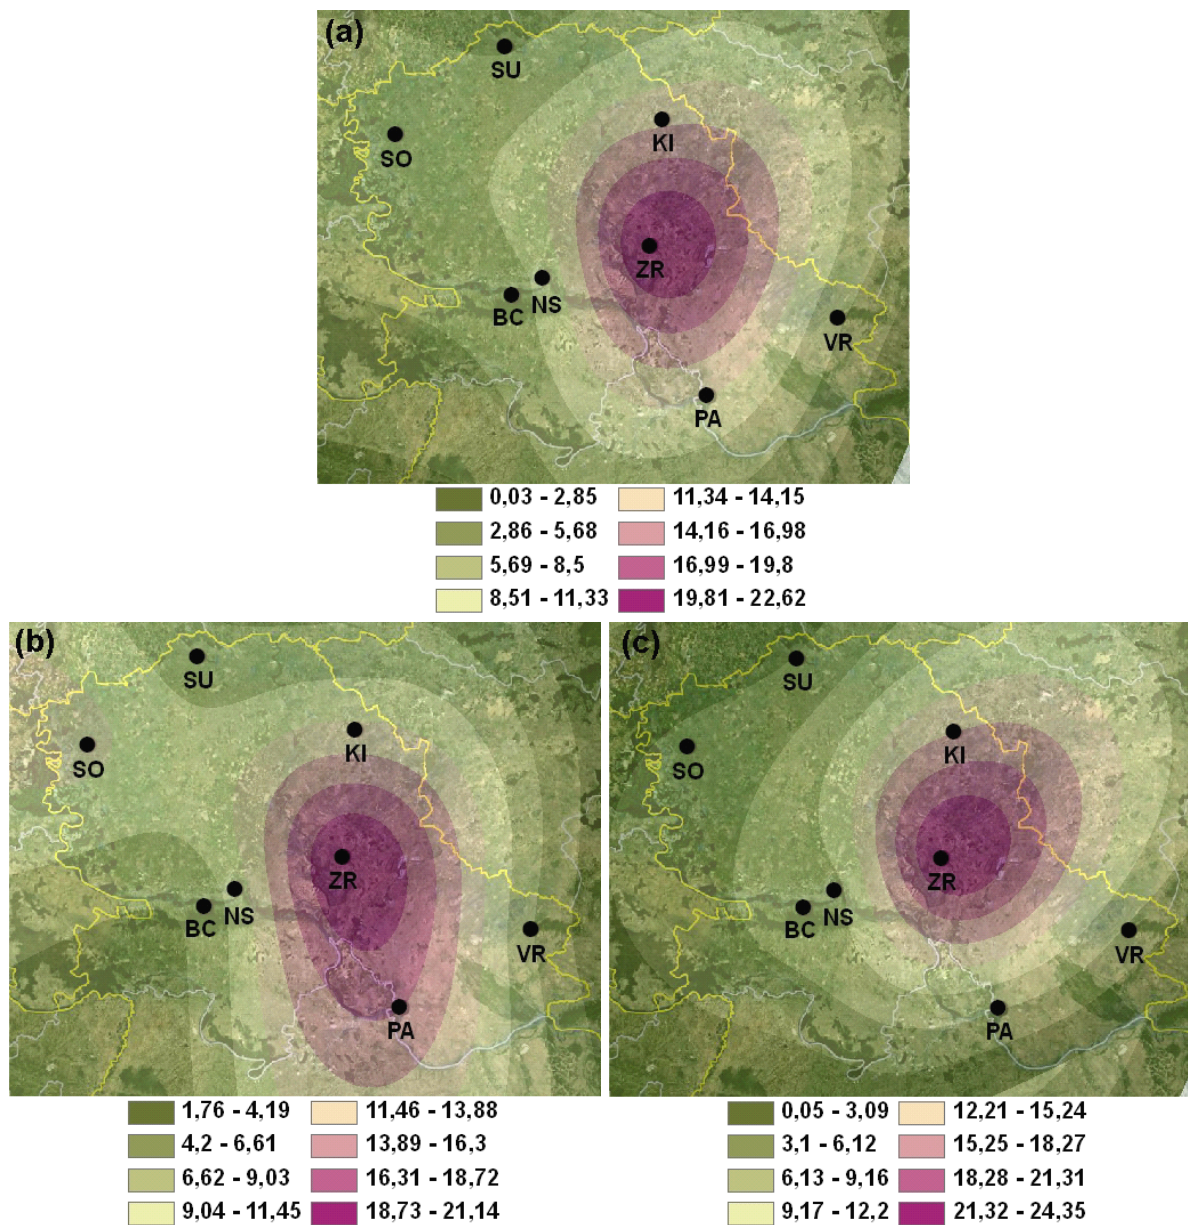 (a)
SU
SO
KI
ZR
BC
NS
VR
PA
0,03 - 2,85
11,34 - 14,15
2,86 - 5,68
14,16 - 16,98
5,69 - 8,5
16,99 - 19,8
8,51 - 11,33
19,81 - 22,62
(b)
SU
KI
SO
ZR
BC
NS
VR
PA
1,76 - 4,19
11,46 - 13,88
4,2 - 6,61
13,89 - 16,3
6,62 - 9,03
16,31 - 18,72
9,04 - 11,45
18,73 - 21,14
(c)
SU
KI
SO
ZR
BC
NS
VR
PA
0,05 - 3,09
12,21 - 15,24
3,1 - 6,12
15,25 - 18,27
6,13 - 9,16
18,28 - 21,31
9,17 - 12,2
21,32 - 24,35